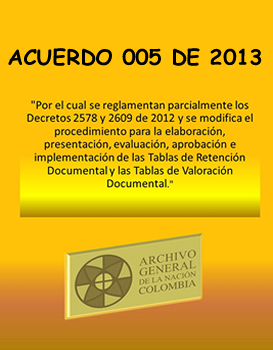 ACUERDO 005 DE 2013
"Por el cual se reglamentan parcialmente los
Decretos 2578 y 2609 de 2012 y se modifica el
procedimiento para la elaboración,
presentación, evaluación, aprobación e
implementación de las Tablas de Retención
Documental y las Tablas de Valoración
Documental."
ARCHIVO
GENERAL
DE LA NACIÓN
COLOMBIA